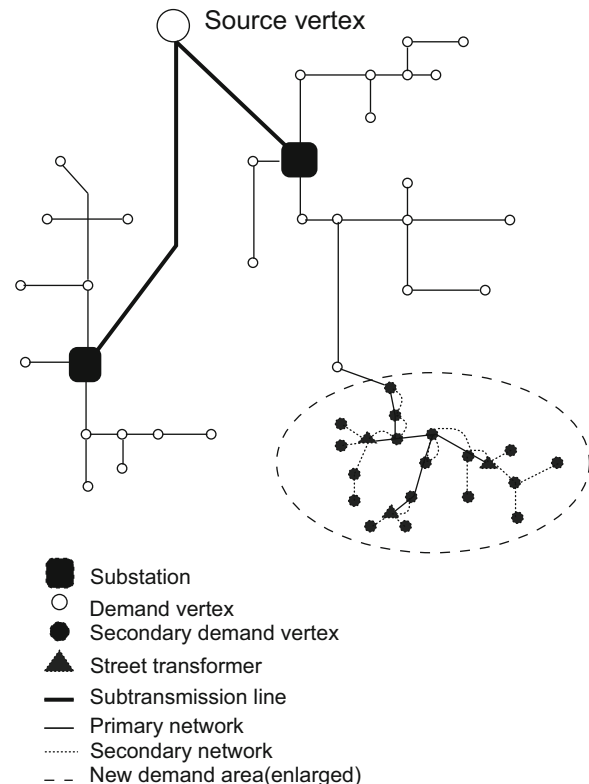 Source vertex
Substation
Demand vertex
Secondary demand vertex
Street transformer
Subtransmission line
Primary network
Secondary network
New demand area(enlarged)